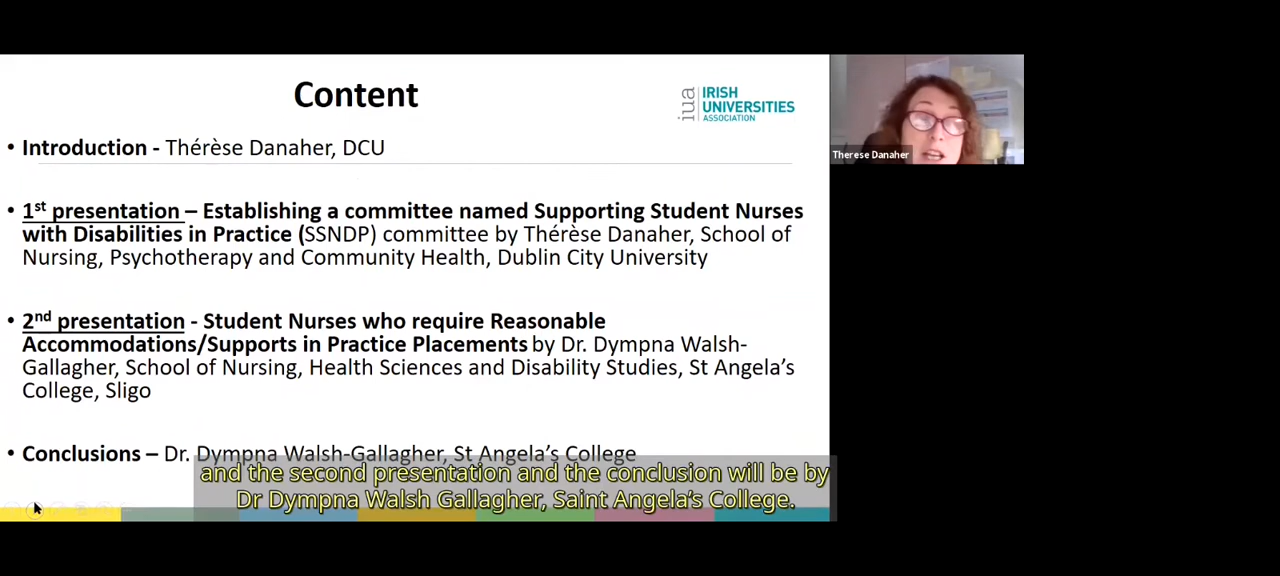 Content
iua
IRISH
UNIVERSITIES
ASSOCIATION
• Introduction - Thérèse Danaher, DCU
Therese Danaher
• 1st presentation – Establishing a committee named Supporting Student Nurses
with Disabilities in Practice (SSNDP) committee by Thérèse Danaher, School of
Nursing, Psychotherapy and Community Health, Dublin City University
• 2nd presentation - Student Nurses who require Reasonable
Accommodations/Supports in Practice Placements by Dr. Dympna Walsh-
Gallagher, School of Nursing, Health Sciences and Disability Studies, St Angela’s
College, Sligo
• Conclusions – Dr. Dympna Walsh-Gallagher, St Angela’s College
and the second presentation and the conclusion will be by
Dr Dympna Walsh Gallagher, Saint Angela’s College.